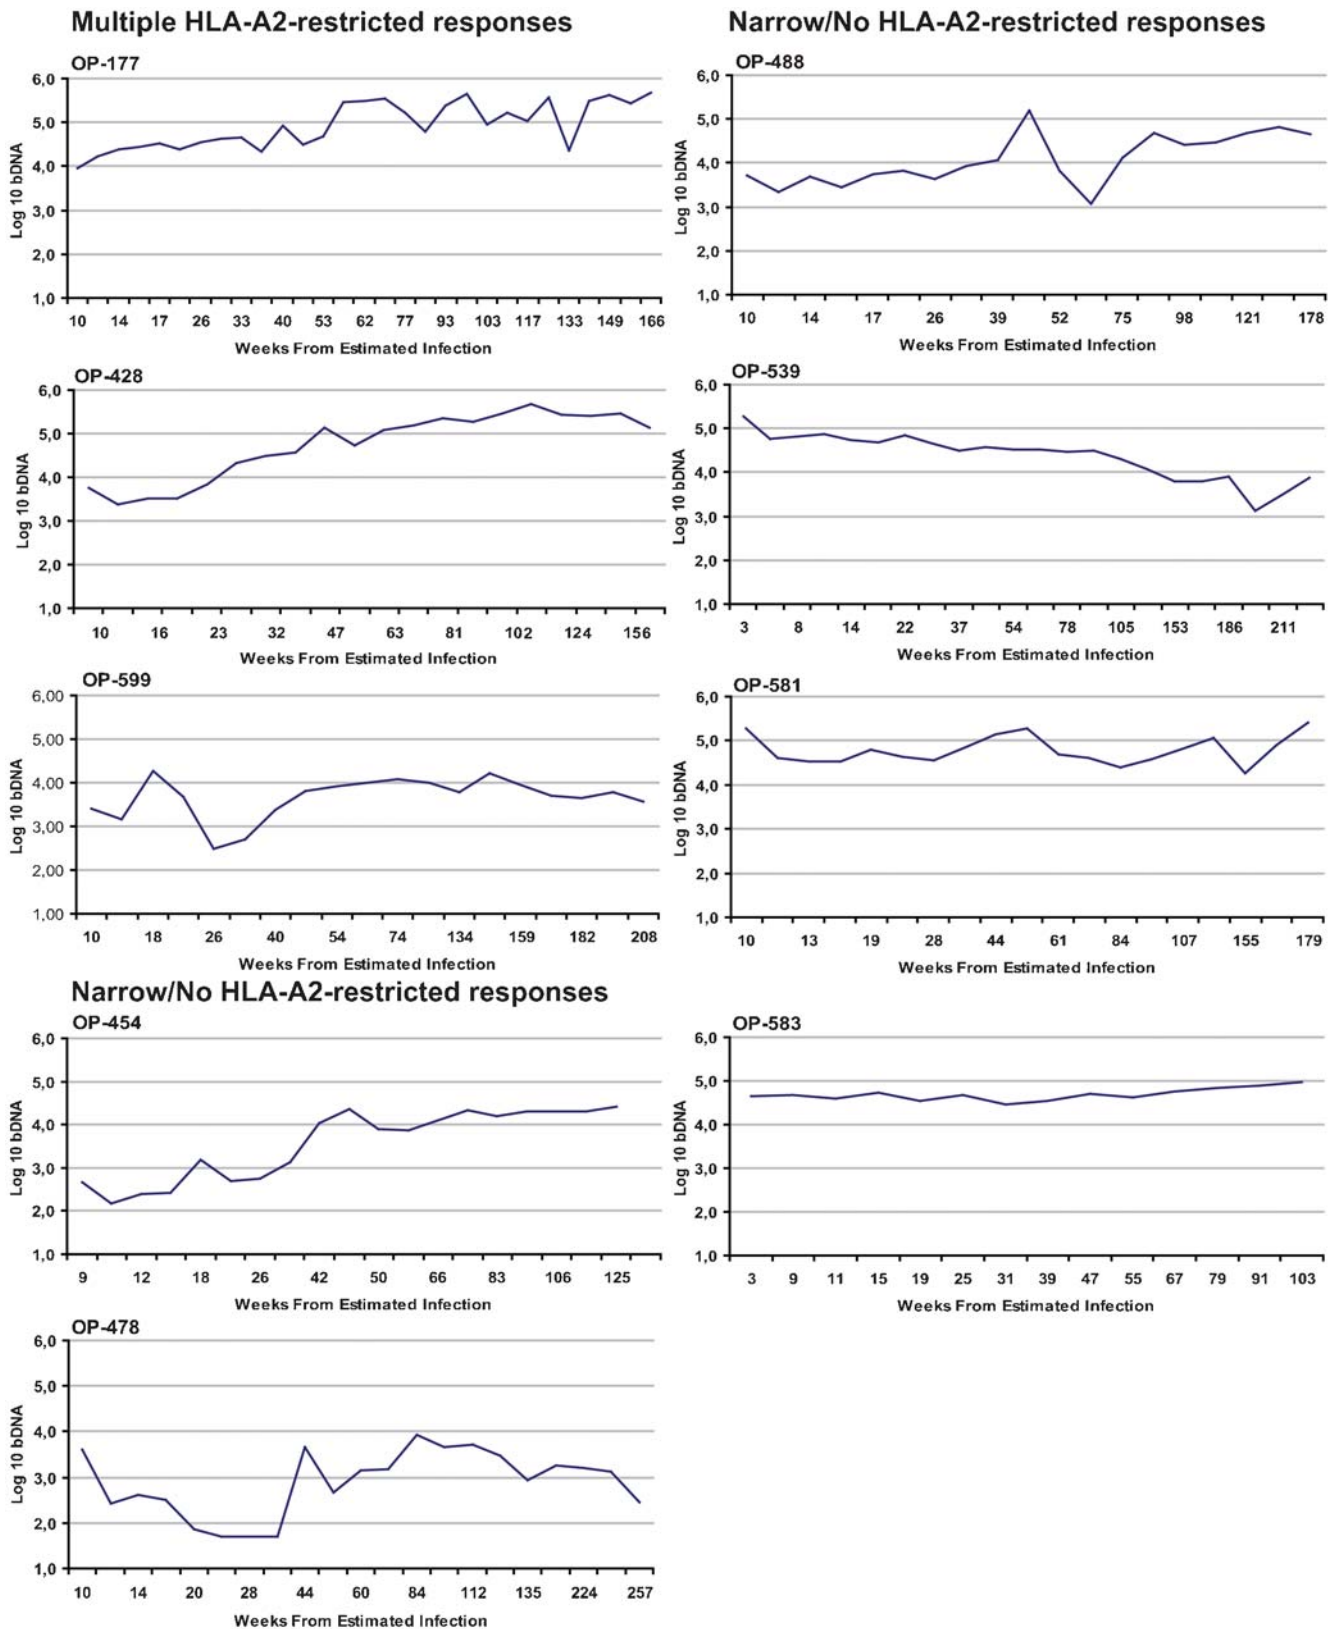 Multiple HLA-A2-restricted responses
OP-177
6,0
5,0
4,0
3,0
2,0
1,0
Log 10 bDNA
10 14 17 26 33 40 53 62 77 93 103 117 133 149 166
Weeks From Estimated Infection
OP-428
6,0
5,0
4,0
3,0
2,0
1,0
Log 10 bDNA
10 16 23 32 47 63 81 102 124 156
Weeks From Estimated Infection
OP-599
6,00
5,00
4,00
3,00
2,00
1,00
Log 10 bDNA
10 18 26 40 54 74 134 159 182 208
Weeks From Estimated Infection
Narrow/No HLA-A2-restricted responses
OP-454
6,0
5,0
4,0
3,0
2,0
1,0
Log 10 bDNA
9 12 18 26 42 50 66 83 106 125
Weeks From Estimated Infection
OP-478
6,0
5,0
4,0
3,0
2,0
1,0
Log 10 bDNA
10 14 20 28 44 60 84 112 135 224 257
Weeks From Estimated Infection
Narrow/No HLA-A2-restricted responses
OP-488
6,0
5,0
4,0
3,0
2,0
1,0
Log 10 bDNA
10 14 17 26 39 52 75 98 121 178
Weeks From Estimated Infection
OP-539
6,0
5,0
4,0
3,0
2,0
1,0
Log 10 bDNA
3 8 14 22 37 54 78 105 153 186 211
Weeks From Estimated Infection
OP-581
6,0
5,0
4,0
3,0
2,0
1,0
Log 10 bDNA
10 13 19 28 44 61 84 107 155 179
Weeks From Estimated Infection
OP-583
6,0
5,0
4,0
3,0
2,0
1,0
Log 10 bDNA
3 9 11 15 19 25 31 39 47 55 67 79 91 103
Weeks From Estimated Infection